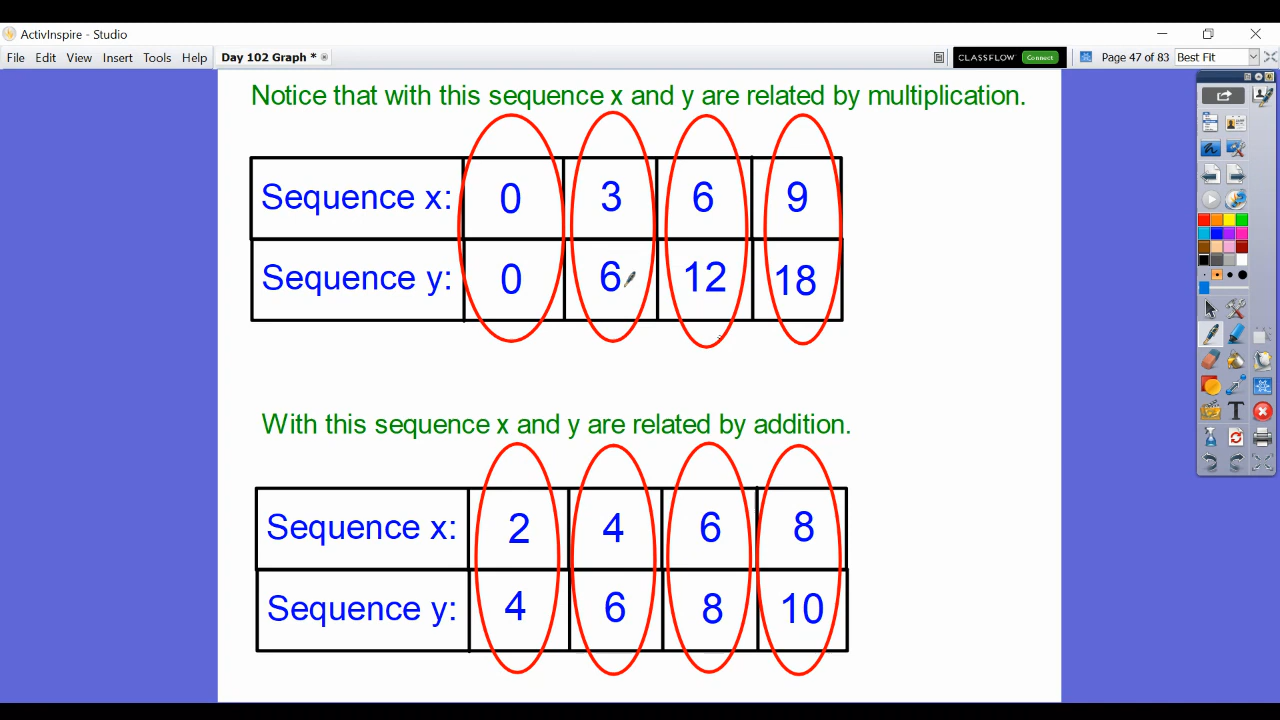 ActivInspire - Studio
File Edit View Insert Tools Help Day 102 Graph * CLASSFLOW Connect Page 47 of 83 Best Fit
Notice that with this sequence x and y are related by multiplication.
Sequence x: 0 3 6 9
Sequence y: 0 6 12 18
With this sequence x and y are related by addition.
Sequence x: 2 4 6 8
Sequence y: 4 6 8 10